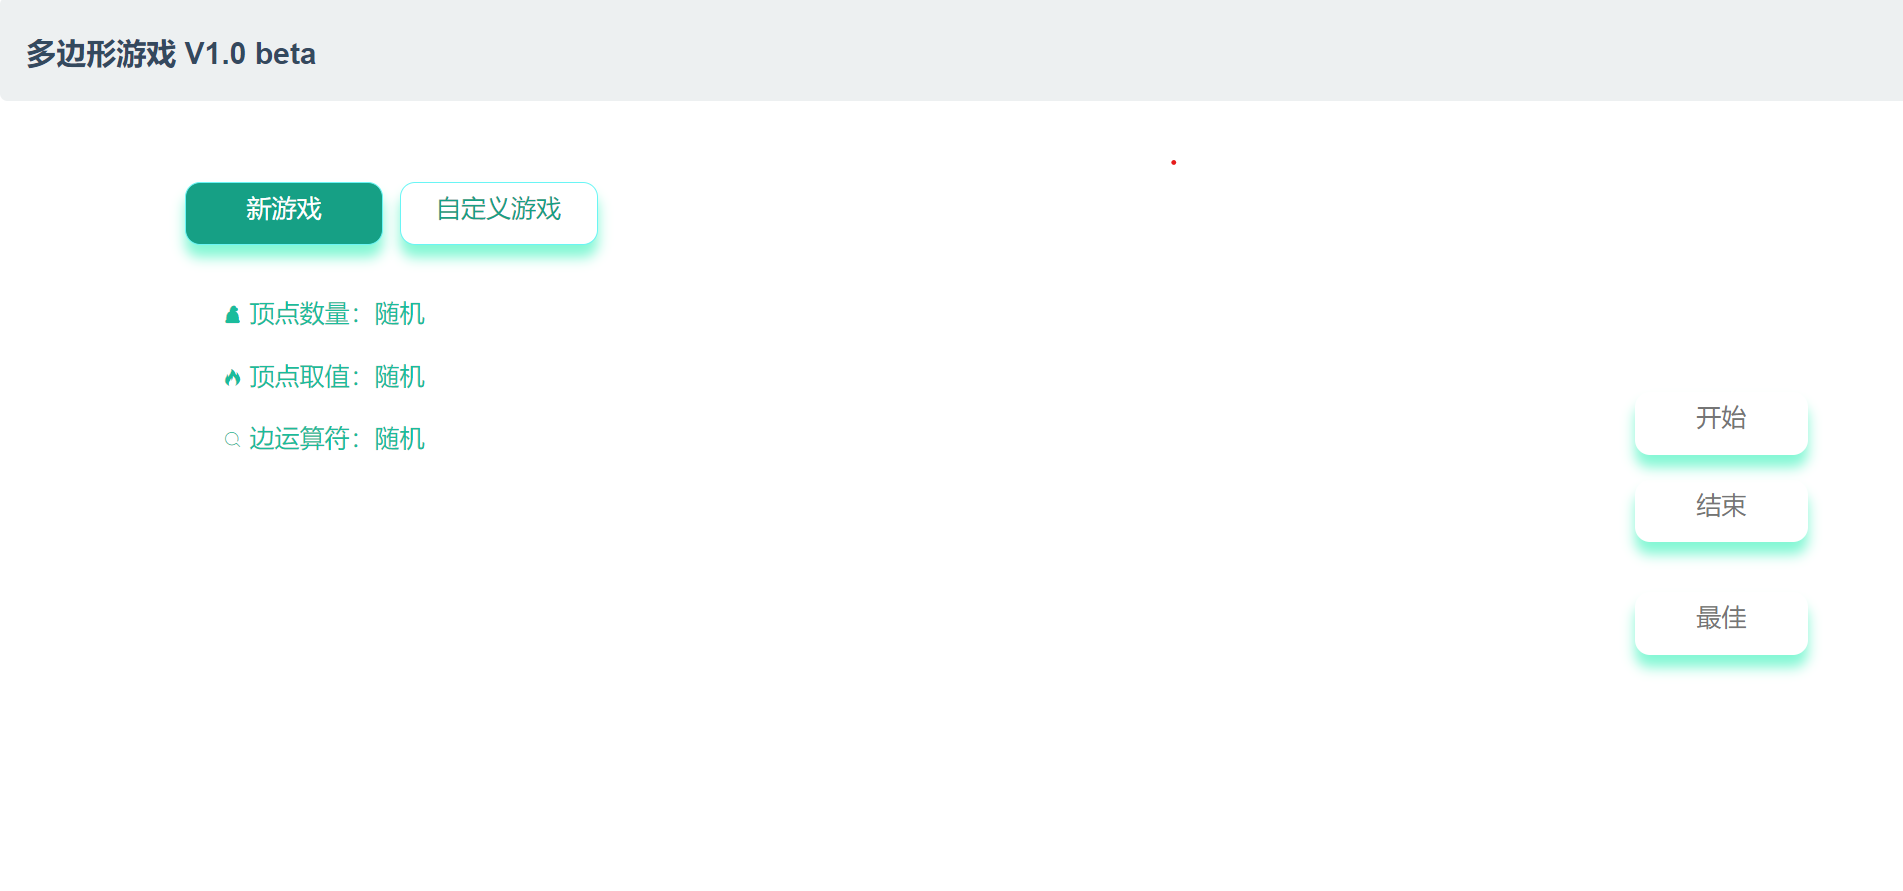 多边形游戏 V1.0 beta
新游戏
自定义游戏
顶点数量：随机
顶点取值：随机
边运算符：随机
开始
结束
最佳